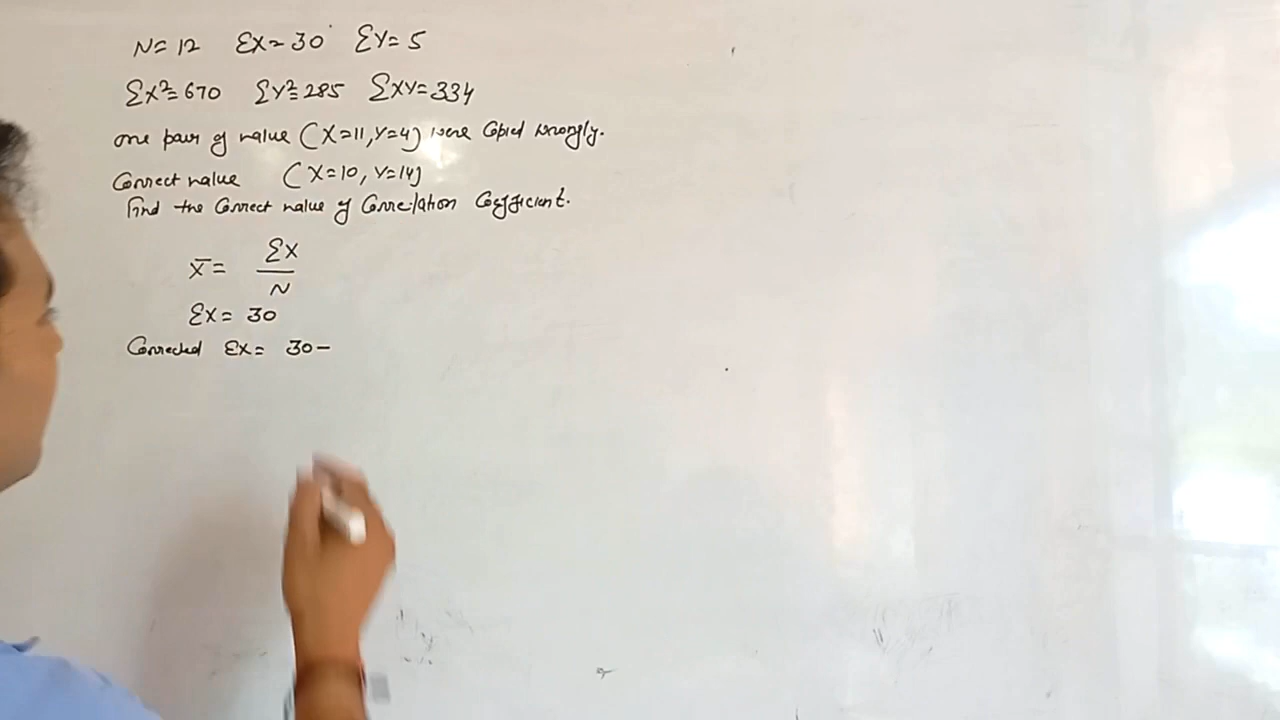 N= 12 ΣX= 30 ΣY= 5
ΣX²= 670 ΣY²= 285 ΣXY= 334
one pair of value (X=11, Y=4) were Copied wrongly.
Correct value (X=10, Y=14)
Find the Correct value of Correlation Coefficient.
X̄ = ΣX
N
ΣX= 30
Corrected ΣX= 30-